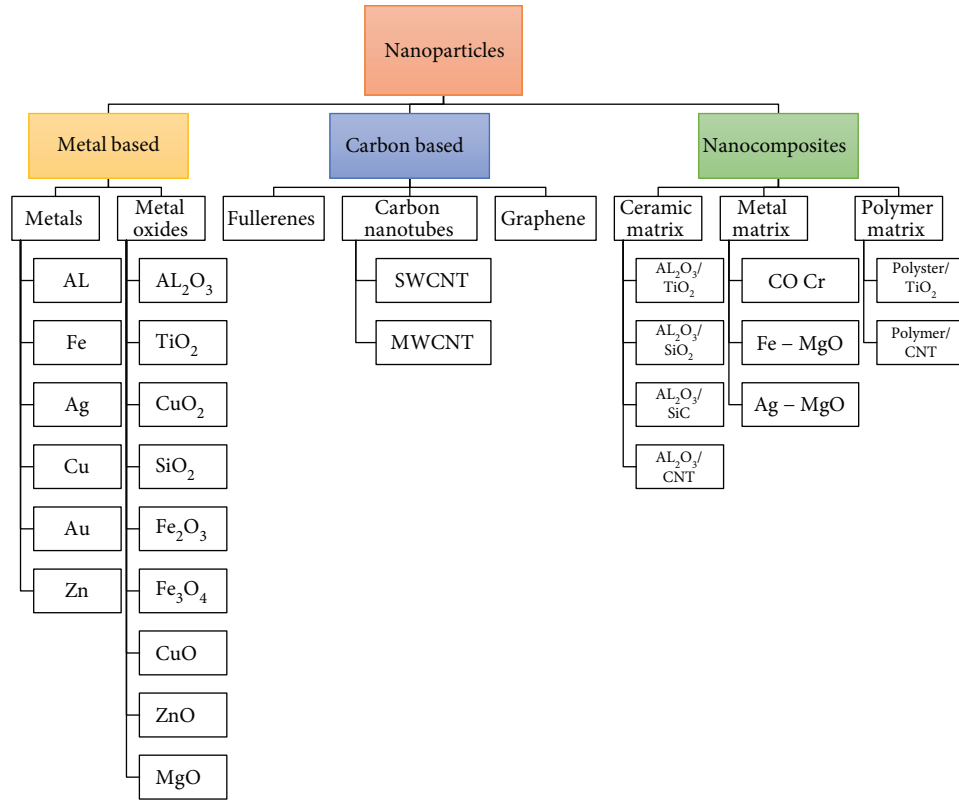 Nanoparticles
Metal based
Carbon based
Nanocomposites
Metals
Metal
oxides
Fullerenes
Carbon
nanotubes
Graphene
Ceramic
matrix
Metal
matrix
Polymer
matrix
AL
Fe
Ag
Cu
Au
Zn
AL₂O₃
TiO₂
CuO₂
SiO₂
Fe₂O₃
Fe₃O₄
CuO
ZnO
MgO
SWCNT
MWCNT
AL₂O₃/
TiO₂
AL₂O₃/
SiO₂
AL₂O₃/
SiC
AL₂O₃/
CNT
CO Cr
Fe – MgO
Ag – MgO
Polyster/
TiO₂
Polymer/
CNT